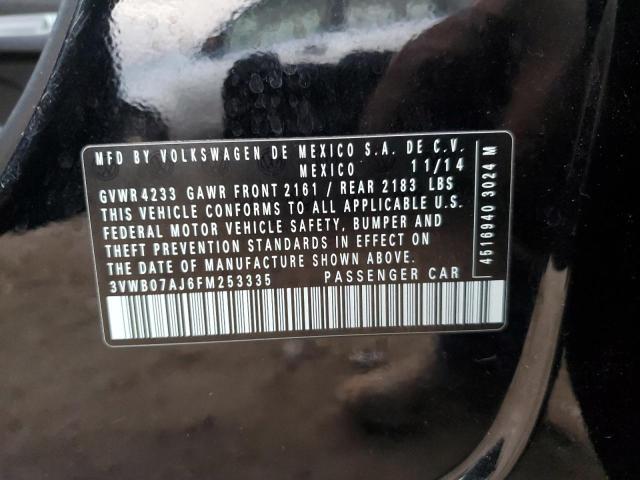 MFD BY VOLKSWAGEN DE MEXICO S.A. DE C.V.
MEXICO 11/14
GVWR 4233 GAWR FRONT 2161 / REAR 2183 LBS
THIS VEHICLE CONFORMS TO ALL APPLICABLE U.S.
FEDERAL MOTOR VEHICLE SAFETY, BUMPER AND
THEFT PREVENTION STANDARDS IN EFFECT ON
THE DATE OF MANUFACTURE SHOWN ABOVE.
3VWB07AJ6FM253335 PASSENGER CAR
4516940 3024 M